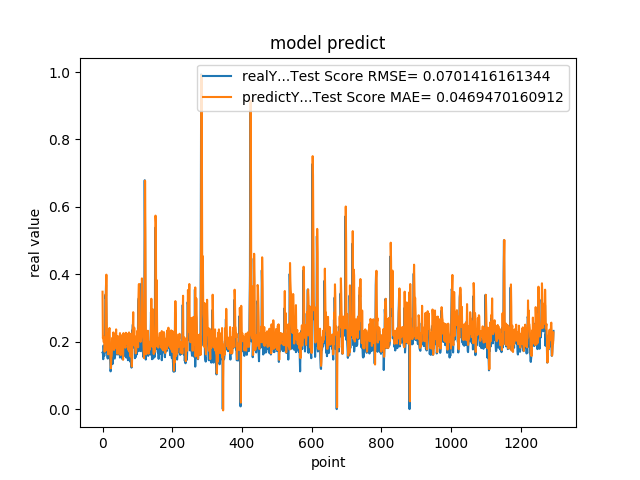 model predict
realY...Test Score RMSE= 0.0701416161344
predictY...Test Score MAE= 0.0469470160912
real value
1.0
0.8
0.6
0.4
0.2
0.0
0 200 400 600 800 1000 1200
point